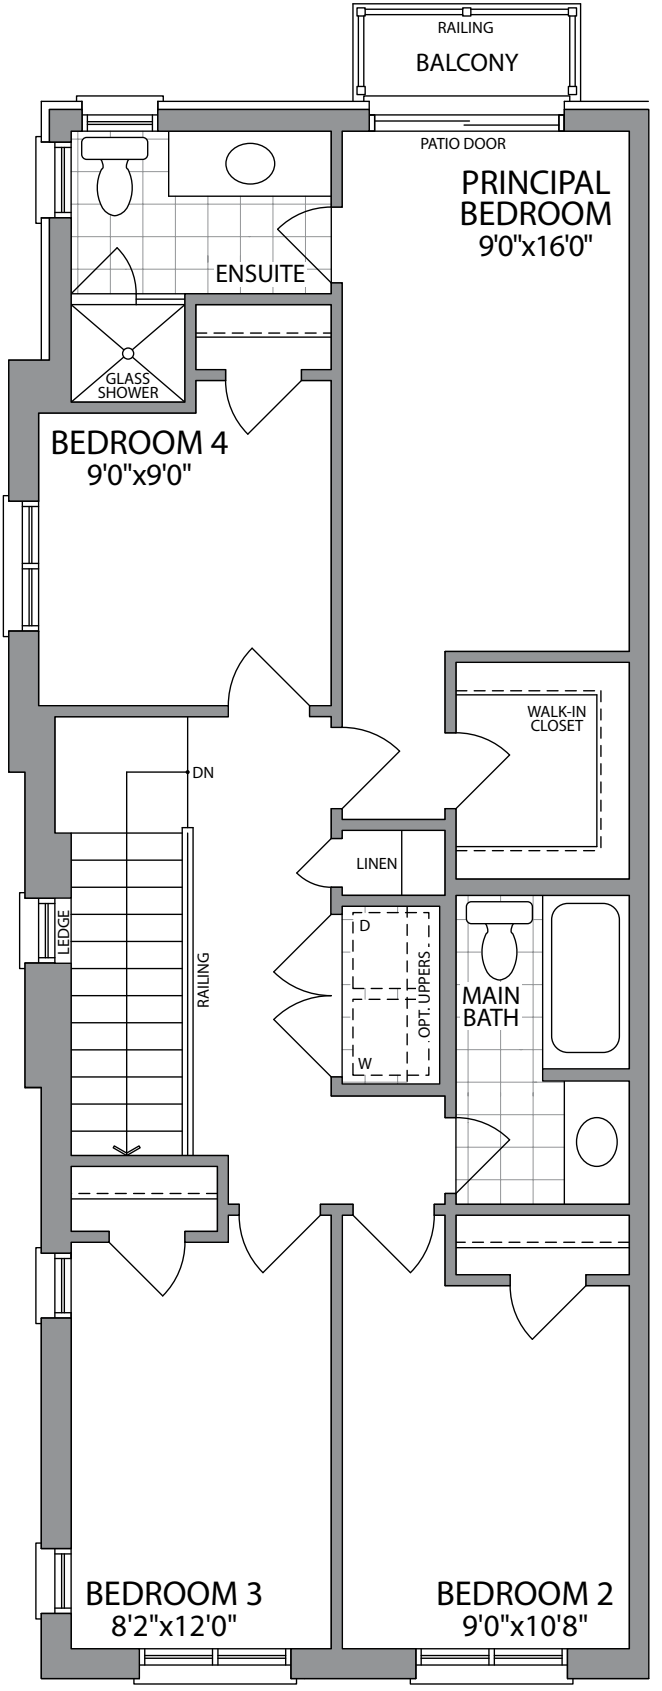 RAILING
BALCONY
PATIO DOOR
PRINCIPAL
BEDROOM
9'0"x16'0"
ENSUITE
GLASS
SHOWER
BEDROOM 4
9'0"x9'0"
WALK-IN
CLOSET
DN
LINEN
LEDGE
RAILING
D
OPT. UPPERS
W
MAIN
BATH
BEDROOM 3
8'2"x12'0"
BEDROOM 2
9'0"x10'8"